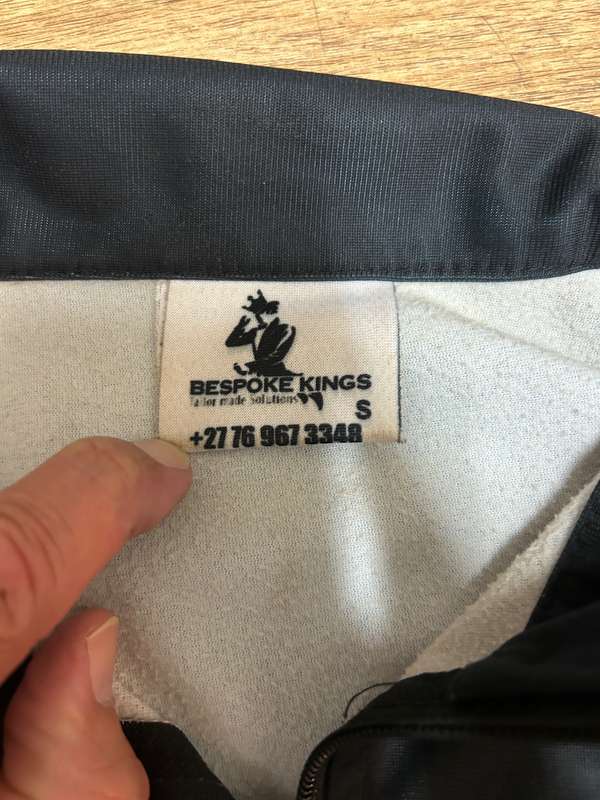 BESPOKE KINGS
Tailor made Solutions
S
+27 76 967 3348